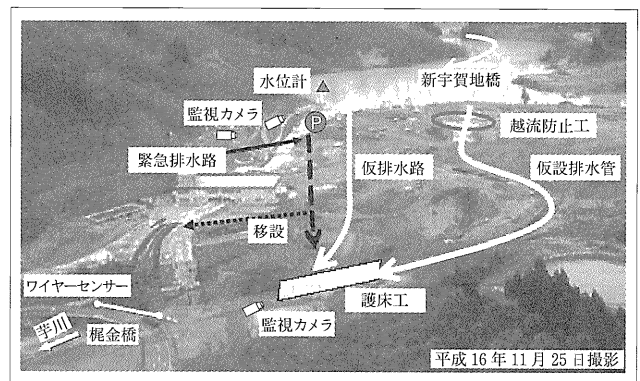 新宇賀地橋
水位計
監視カメラ
P
越流防止工
緊急排水路
仮排水路
仮設排水管
移設
ワイヤーセンサー
護床工
監視カメラ
芋川
梶金橋
平成16年11月25日撮影